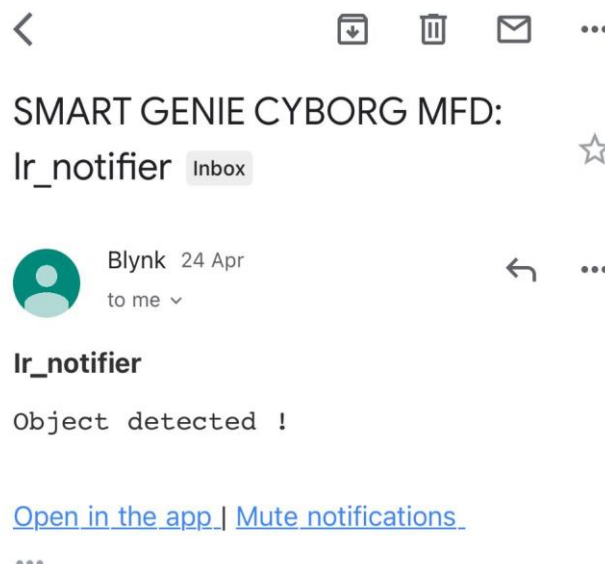 SMART GENIE CYBORG MFD:
Ir_notifier Inbox
Blynk 24 Apr
to me
Ir_notifier
Object detected !
Open in the app | Mute notifications